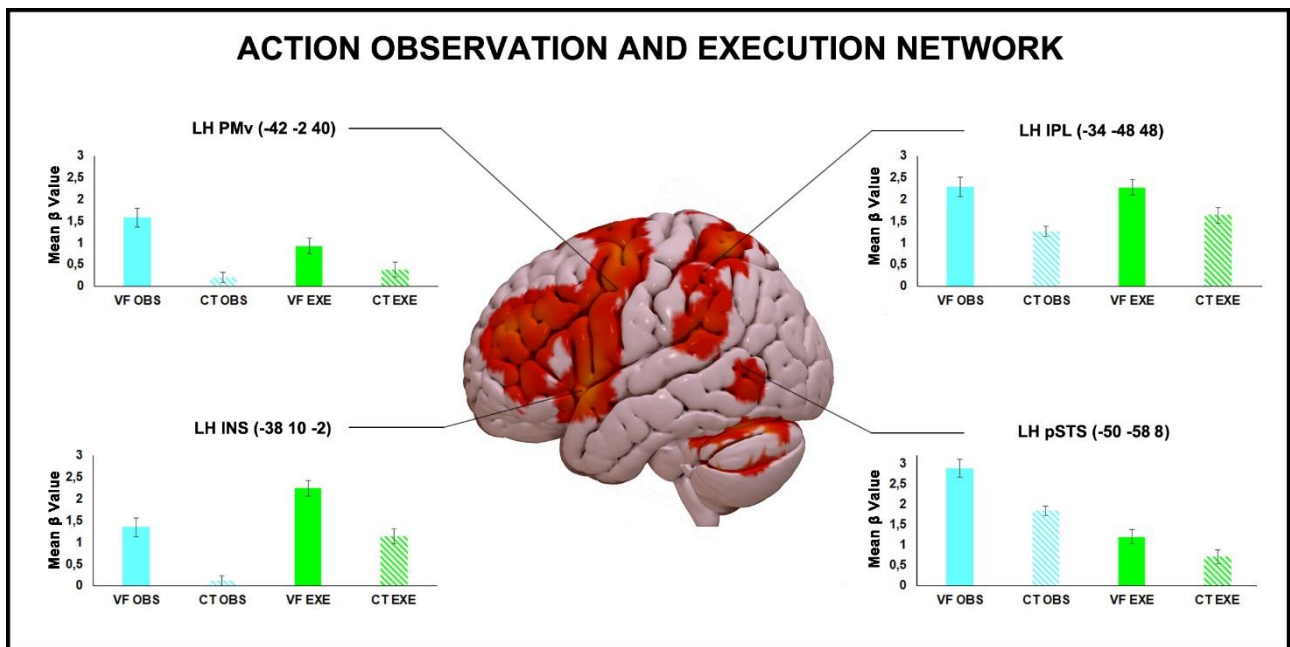 ACTION OBSERVATION AND EXECUTION NETWORK
LH PMv (-42 -2 40)
Mean β Value
3
2,5
2
1,5
1
0,5
0
VF OBS CT OBS VF EXE CT EXE
LH IPL (-34 -48 48)
Mean β Value
3
2,5
2
1,5
1
0,5
0
VF OBS CT OBS VF EXE CT EXE
LH INS (-38 10 -2)
Mean β Value
3
2,5
2
1,5
1
0,5
0
VF OBS CT OBS VF EXE CT EXE
LH pSTS (-50 -58 8)
Mean β Value
3
2,5
2
1,5
1
0,5
0
VF OBS CT OBS VF EXE CT EXE